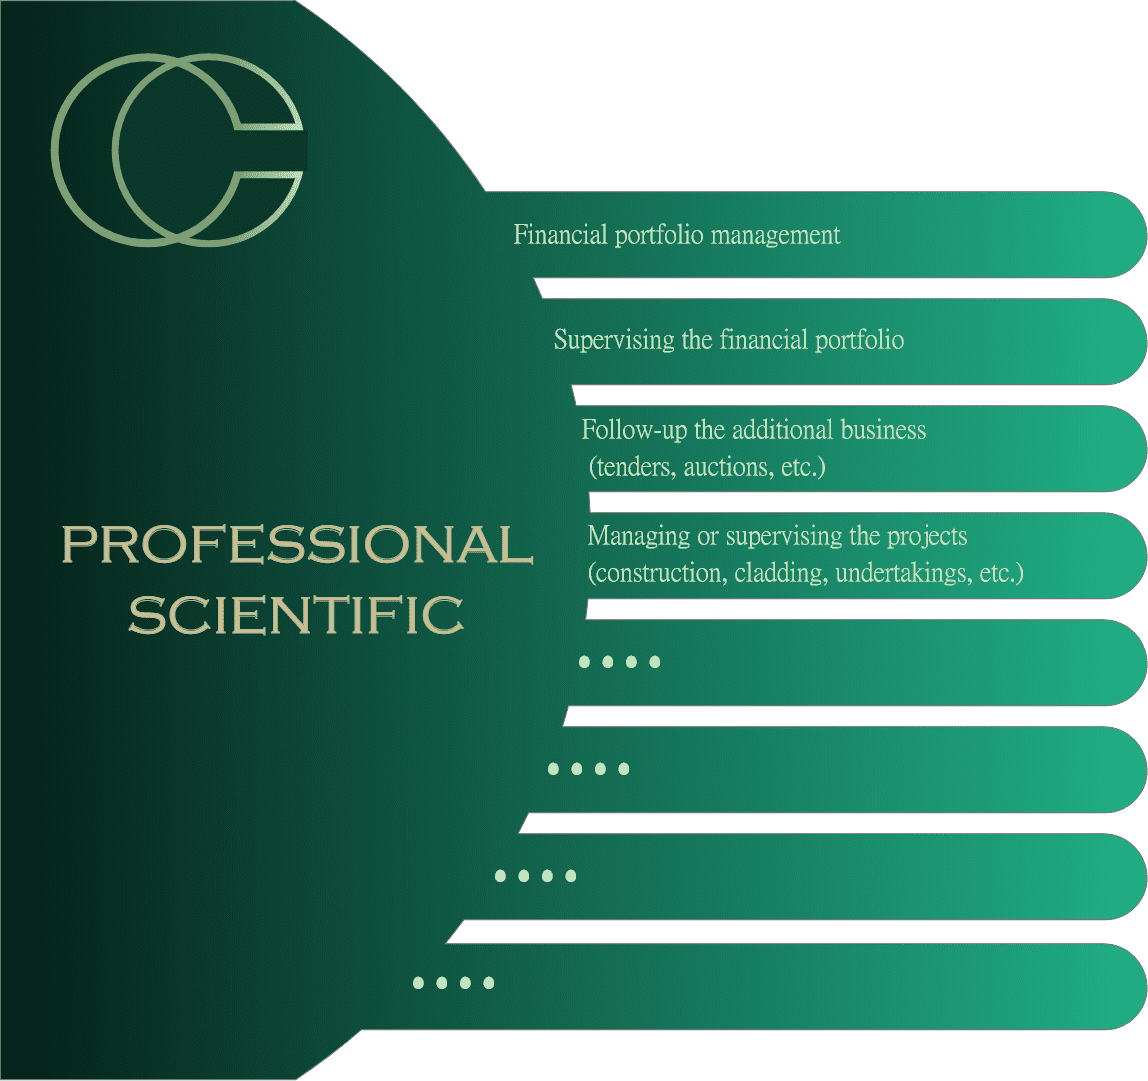 Financial portfolio management
Supervising the financial portfolio
Follow-up the additional business
(tenders, auctions, etc.)
Managing or supervising the projects
(construction, cladding, undertakings, etc.)
PROFESSIONAL
SCIENTIFIC
....
....
....
....